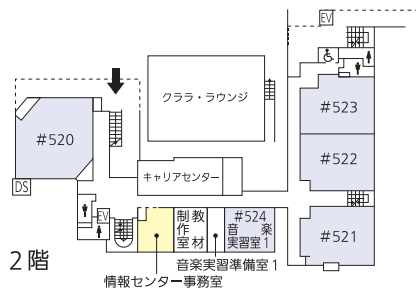 EV
#523
クララ・ラウンジ
#520
#522
キャリアセンター
DS
EV
教材
制作室
#524
音楽
実習室1
#521
2階
音楽実習準備室1
情報センター事務室